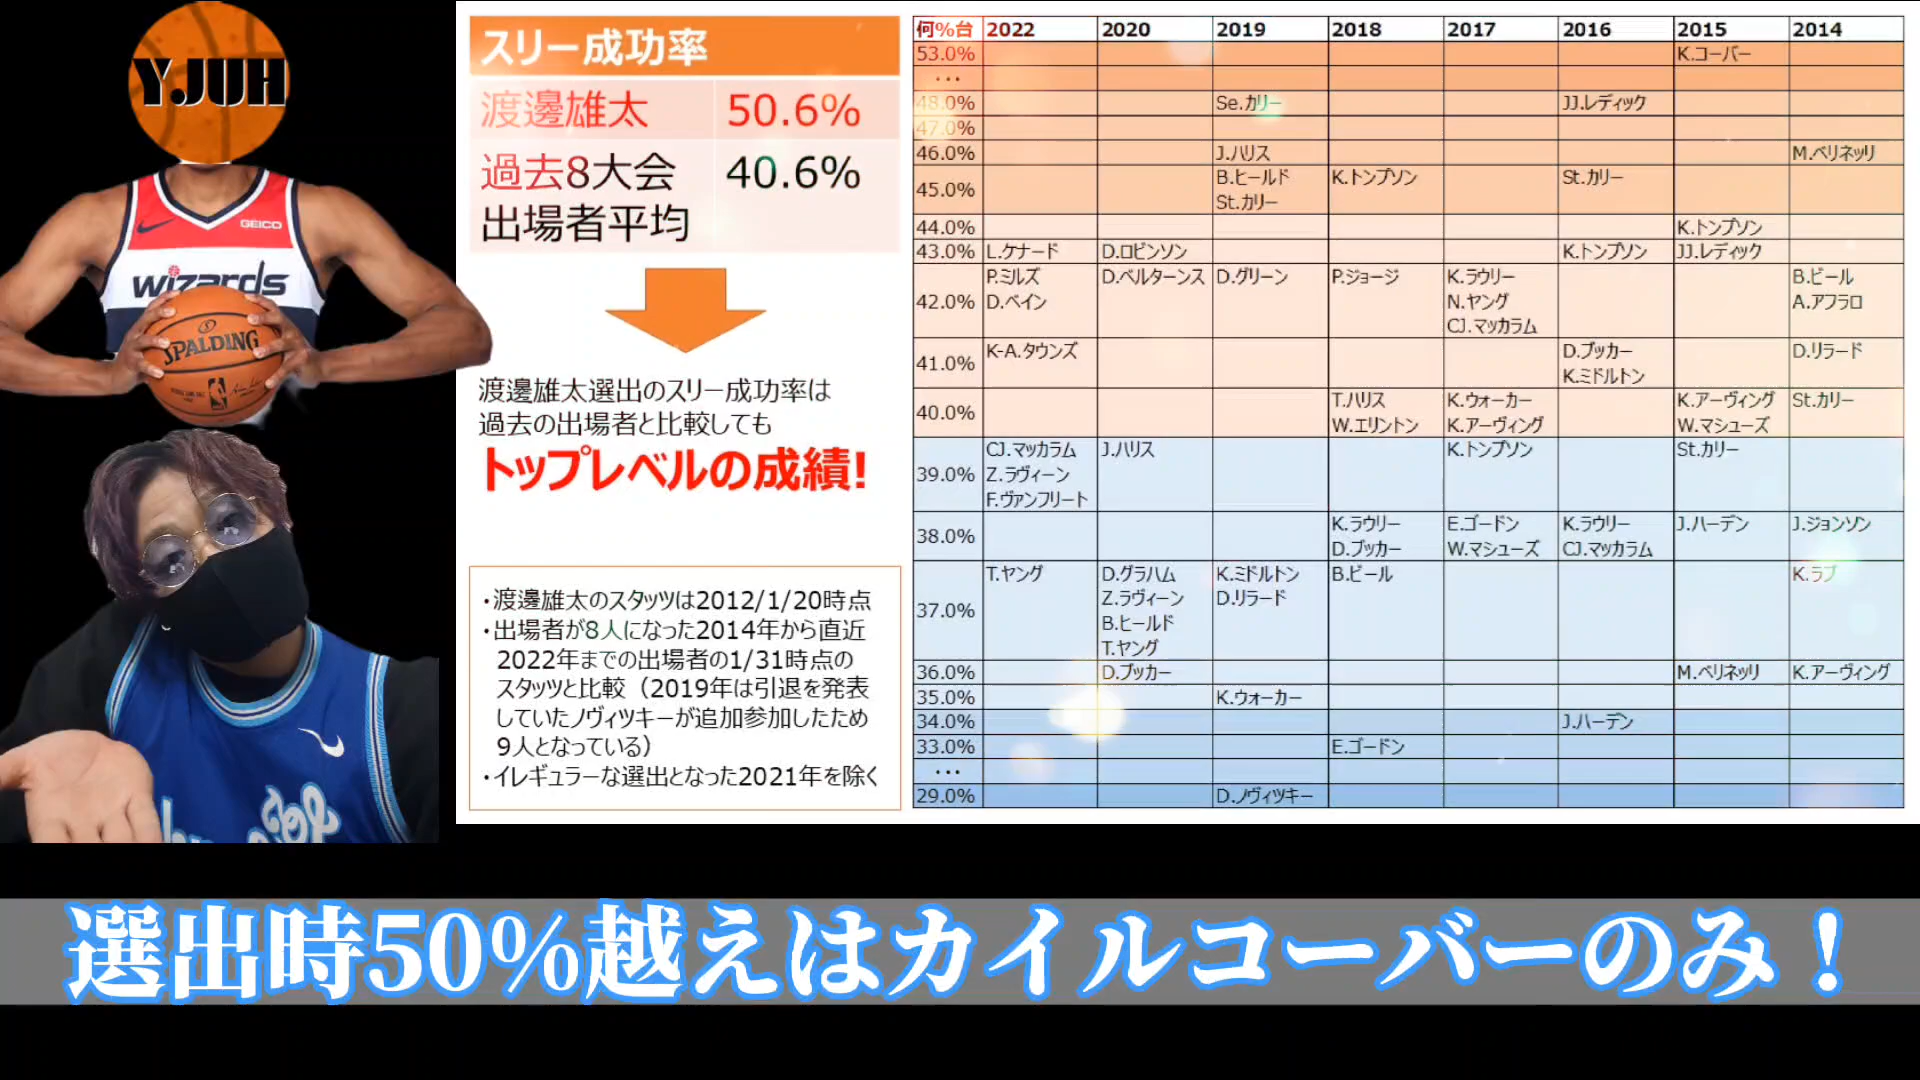 YJUH
GEICO
wizards
SPALDING
スリー成功率
渡邊雄太 50.6%
過去8大会 40.6%
出場者平均
渡邊雄太選出のスリー成功率は
過去の出場者と比較しても
トップレベルの成績!
・渡邊雄太のスタッツは2012/1/20時点
・出場者が8人になった2014年から直近
2022年までの出場者の1/31時点の
スタッツと比較（2019年は引退を発表
していたノヴィツキーが追加参加したため
9人となっている）
・イレギュラーな選出となった2021年を除く
何%台 2022 2020 2019 2018 2017 2016 2015 2014
53.0% K.コーバー
…
48.0% Se.カリー JJ.レディック
47.0%
46.0% J.ハリス M.ベリネッリ
45.0% B.ヒールド K.トンプソン St.カリー
St.カリー
44.0% K.トンプソン
43.0% L.ケナード D.ロビンソン K.トンプソン JJ.レディック
42.0% P.ミルズ D.ベルターンス D.グリーン P.ジョージ K.ラウリー B.ビール
D.ベイン N.ヤング A.アフラロ
CJ.マッカラム
41.0% K-A.タウンズ D.ブッカー D.リラード
K.ミドルトン
40.0% T.ハリス K.ウォーカー K.アーヴィング St.カリー
W.エリントン K.アーヴィング W.マシューズ
39.0% CJ.マッカラム J.ハリス K.トンプソン St.カリー
Z.ラヴィーン
F.ヴァンフリート
38.0% K.ラウリー E.ゴードン K.ラウリー J.ハーデン J.ジョンソン
D.ブッカー W.マシューズ CJ.マッカラム
37.0% T.ヤング D.グラハム K.ミドルトン B.ビール K.ラブ
Z.ラヴィーン D.リラード
B.ヒールド
T.ヤング
36.0% D.ブッカー M.ベリネッリ K.アーヴィング
35.0% K.ウォーカー
34.0% J.ハーデン
33.0% E.ゴードン
…
29.0% D.ノヴィツキー
選出時50%越えはカイルコーバーのみ！